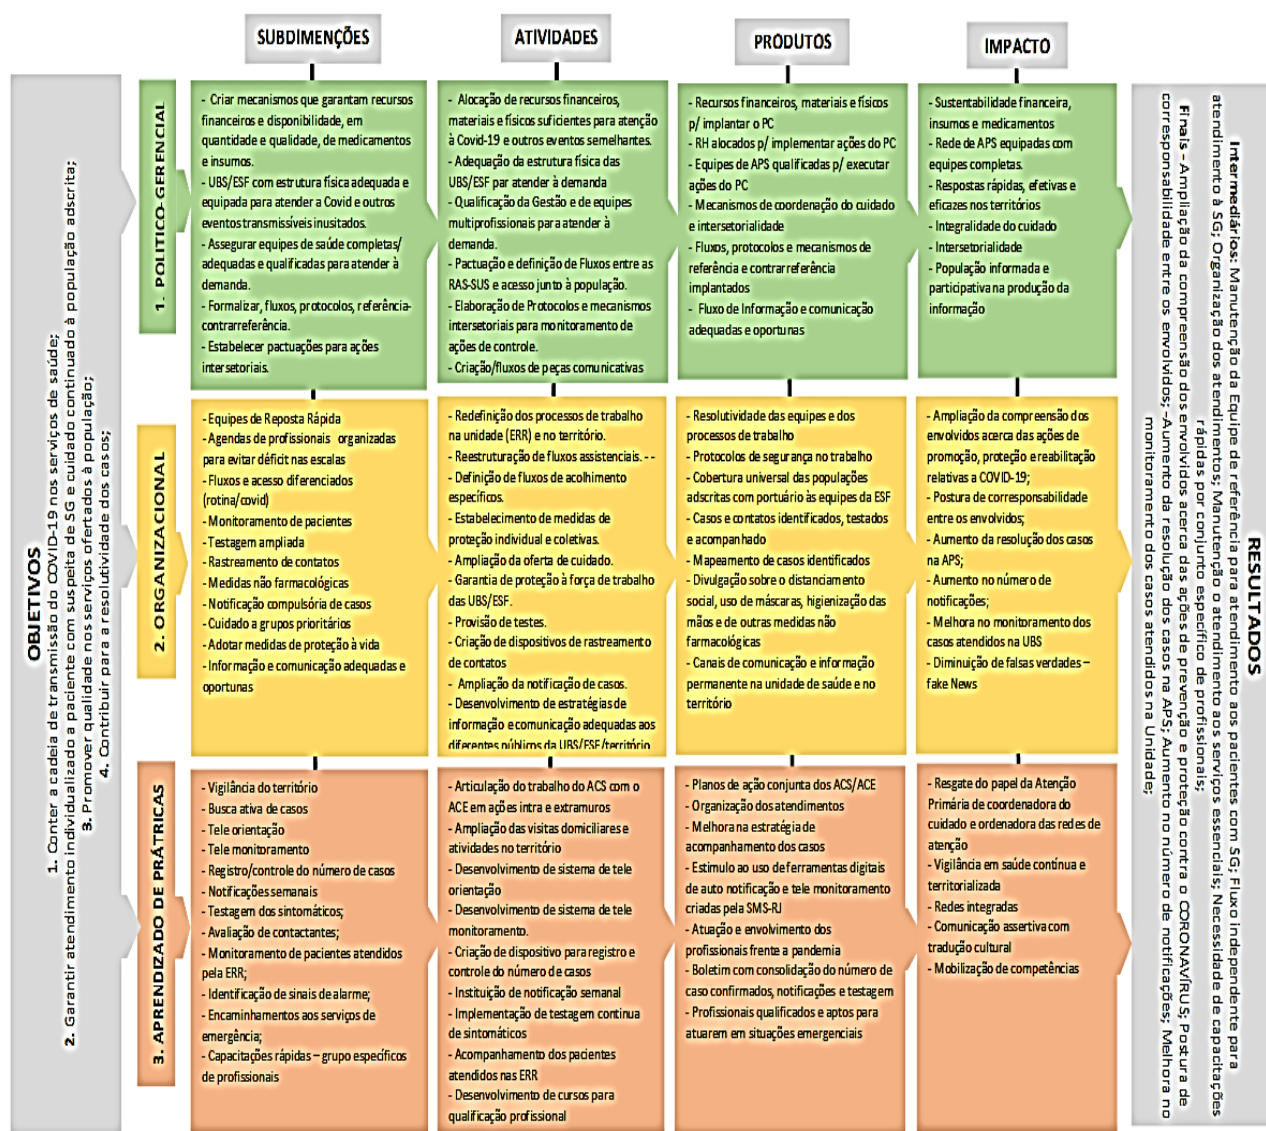 SUBDIMENÇÕES
ATIVIDADES
PRODUTOS
IMPACTO
OBJETIVOS
1. Conter a cadeia de transmissão do COVID-19 nos serviços de saúde;
2. Garantir atendimento individualizado a paciente com suspeita de SG e cuidado continuado à população adscrita;
3. Promover qualidade nos serviços ofertados à população;
4. Contribuir para a resolutividade dos casos;
1. POLITICO-GERENCIAL
- Criar mecanismos que garantam recursos
financeiros e disponibilidade, em
quantidade e qualidade, de medicamentos
e insumos.
- UBS/ESF com estrutura física adequada e
equipada para atender a Covid e outros
eventos transmissíveis inusitados.
- Assegurar equipes de saúde completas/
adequadas e qualificadas para atender à
demanda.
- Formalizar, fluxos, protocolos, referência-
contrarreferência.
- Estabelecer pactuações para ações
intersetoriais.
- Alocação de recursos financeiros,
materiais e físicos suficientes para atenção
à Covid-19 e outros eventos semelhantes.
- Adequação da estrutura física das
UBS/ESF par atender à demanda
- Qualificação da Gestão e de equipes
multiprofissionais para atender à
demanda.
- Pactuação e definição de Fluxos entre as
RAS-SUS e acesso junto à população.
- Elaboração de Protocolos e mecanismos
intersetoriais para monitoramento de
ações de controle.
- Criação/fluxos de peças comunicativas
- Recursos financeiros, materiais e físicos
p/ implantar o PC
- RH alocados p/ implementar ações do PC
- Equipes de APS qualificadas p/ executar
ações do PC
- Mecanismos de coordenação do cuidado
e intersetorialidade
- Fluxos, protocolos e mecanismos de
referência e contrarreferência
implantados
- Fluxo de Informação e comunicação
adequadas e oportunas
- Sustentabilidade financeira,
insumos e medicamentos
- Rede de APS equipadas com
equipes completas.
- Respostas rápidas, efetivas e
eficazes nos territórios
- Integralidade do cuidado
- Intersetorialidade
- População informada e
participativa na produção da
informação
2. ORGANIZACIONAL
- Equipes de Reposta Rápida
- Agendas de profissionais organizadas
para evitar déficit nas escalas
- Fluxos e acesso diferenciados
(rotina/covid)
- Monitoramento de pacientes
- Testagem ampliada
- Rastreamento de contatos
- Medidas não farmacológicas
- Notificação compulsória de casos
- Cuidado a grupos prioritários
- Adotar medidas de proteção à vida
- Informação e comunicação adequadas e
oportunas
- Redefinição dos processos de trabalho
na unidade (ERR) e no território.
- Reestruturação de fluxos assistenciais. - -
- Definição de fluxos de acolhimento
específicos.
- Estabelecimento de medidas de
proteção individual e coletivas.
- Ampliação da oferta de cuidado.
- Garantia de proteção à força de trabalho
das UBS/ESF.
- Provisão de testes.
- Criação de dispositivos de rastreamento
de contatos
- Ampliação da notificação de casos.
- Desenvolvimento de estratégias de
informação e comunicação adequadas aos
diferentes públicos da UBS/ESF/território
- Resolutividade das equipes e dos
processos de trabalho
- Protocolos de segurança no trabalho
- Cobertura universal das populações
adscritas com portuário às equipes da ESF
- Casos e contatos identificados, testados
e acompanhado
- Mapeamento de casos identificados
- Divulgação sobre o distanciamento
social, uso de máscaras, higienização das
mãos e de outras medidas não
farmacológicas
- Canais de comunicação e informação
permanente na unidade de saúde e no
território
- Ampliação da compreensão dos
envolvidos acerca das ações de
promoção, proteção e reabilitação
relativas a COVID-19;
- Postura de corresponsabilidade
entre os envolvidos;
- Aumento da resolução dos casos
na APS;
- Aumento no número de
notificações;
- Melhora no monitoramento dos
casos atendidos na UBS
- Diminuição de falsas verdades –
fake News
3. APRENDIZADO DE PRÁTRICAS
- Vigilância do território
- Busca ativa de casos
- Tele orientação
- Tele monitoramento
- Registro/controle do número de casos
- Notificações semanais
- Testagem dos sintomáticos;
- Avaliação de contactantes;
- Monitoramento de pacientes atendidos
pela ERR;
- Identificação de sinais de alarme;
- Encaminhamentos aos serviços de
emergência;
- Capacitações rápidas – grupo específicos
de profissionais
- Articulação do trabalho do ACS com o
ACE em ações intra e extramuros
- Ampliação das visitas domiciliares e
atividades no território
- Desenvolvimento de sistema de tele
orientação
- Desenvolvimento de sistema de tele
monitoramento.
- Criação de dispositivo para registro e
controle do número de casos
- Instituição de notificação semanal
- Implementação de testagem continua
de sintomáticos
- Acompanhamento dos pacientes
atendidos nas ERR
- Desenvolvimento de cursos para
qualificação profissional
- Planos de ação conjunta dos ACS/ACE
- Organização dos atendimentos
- Melhora na estratégia de
acompanhamento dos casos
- Estimulo ao uso de ferramentas digitais
de auto notificação e tele monitoramento
criadas pela SMS-RJ
- Atuação e envolvimento dos
profissionais frente a pandemia
- Boletim com consolidação do número de
caso confirmados, notificações e testagem
- Profissionais qualificados e aptos para
atuarem em situações emergenciais
- Resgate do papel da Atenção
Primária de coordenadora do
cuidado e ordenadora das redes de
atenção
- Vigilância em saúde contínua e
territorializada
- Redes integradas
- Comunicação assertiva com
tradução cultural
- Mobilização de competências
RESULTADOS
Intermediários: Manutenção da Equipe de referência para atendimento aos pacientes com SG; Fluxo independente para
atendimento à SG; Organização dos atendimentos; Manutenção o atendimento aos serviços essenciais; Necessidade de capacitações
rápidas por conjunto específico de profissionais;
Finais – Ampliação da compreensão dos envolvidos acerca das ações de prevenção e proteção contra o CORONAVÍRUS; Postura de
corresponsabilidade entre os envolvidos; -Aumento da resolução dos casos na APS; Aumento no número de notificações; Melhora no
monitoramento dos casos atendidos na Unidade;